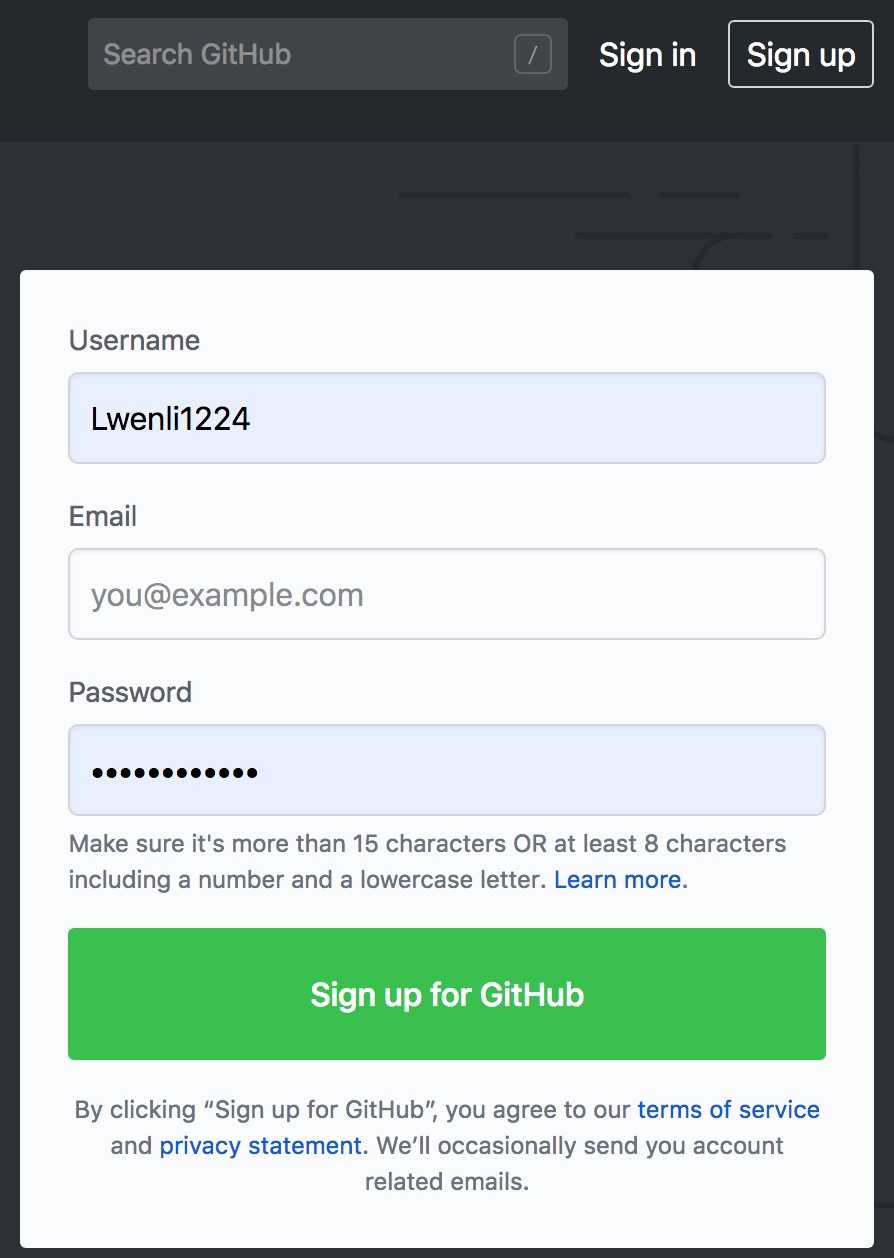 Search GitHub / Sign in Sign up
Username
Lwenli1224
Email
you@example.com
Password
••••••••••••
Make sure it's more than 15 characters OR at least 8 characters
including a number and a lowercase letter. Learn more.
Sign up for GitHub
By clicking “Sign up for GitHub”, you agree to our terms of service
and privacy statement. We’ll occasionally send you account
related emails.